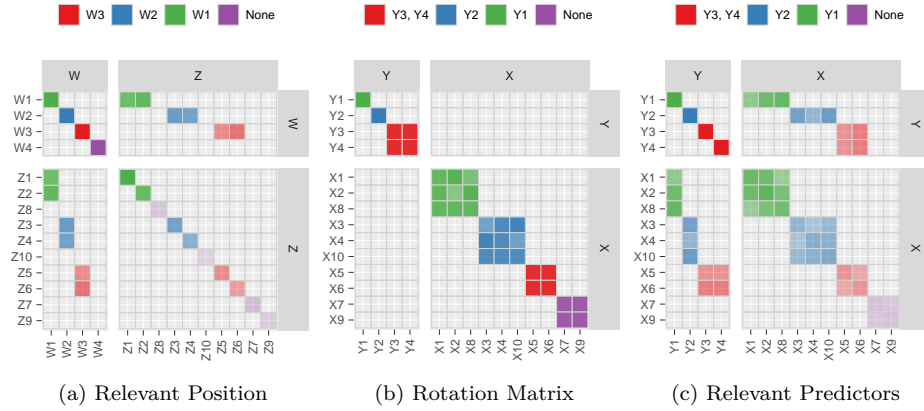 W3 W2 W1 None
W Z
W1
W2
W3
W4
W
Z1
Z2
Z8
Z3
Z4
Z10
Z5
Z6
Z7
Z9
Z
W1 W2 W3 W4 Z1 Z2 Z8 Z3 Z4 Z10 Z5 Z6 Z7 Z9
(a) Relevant Position
Y3, Y4 Y2 Y1 None
Y X
Y1
Y2
Y3
Y4
Y
X1
X2
X8
X3
X4
X10
X5
X6
X7
X9
X
Y1 Y2 Y3 Y4 X1 X2 X8 X3 X4 X10 X5 X6 X7 X9
(b) Rotation Matrix
Y3, Y4 Y2 Y1 None
Y X
Y1
Y2
Y3
Y4
Y
X1
X2
X8
X3
X4
X10
X5
X6
X7
X9
X
Y1 Y2 Y3 Y4 X1 X2 X8 X3 X4 X10 X5 X6 X7 X9
(c) Relevant Predictors